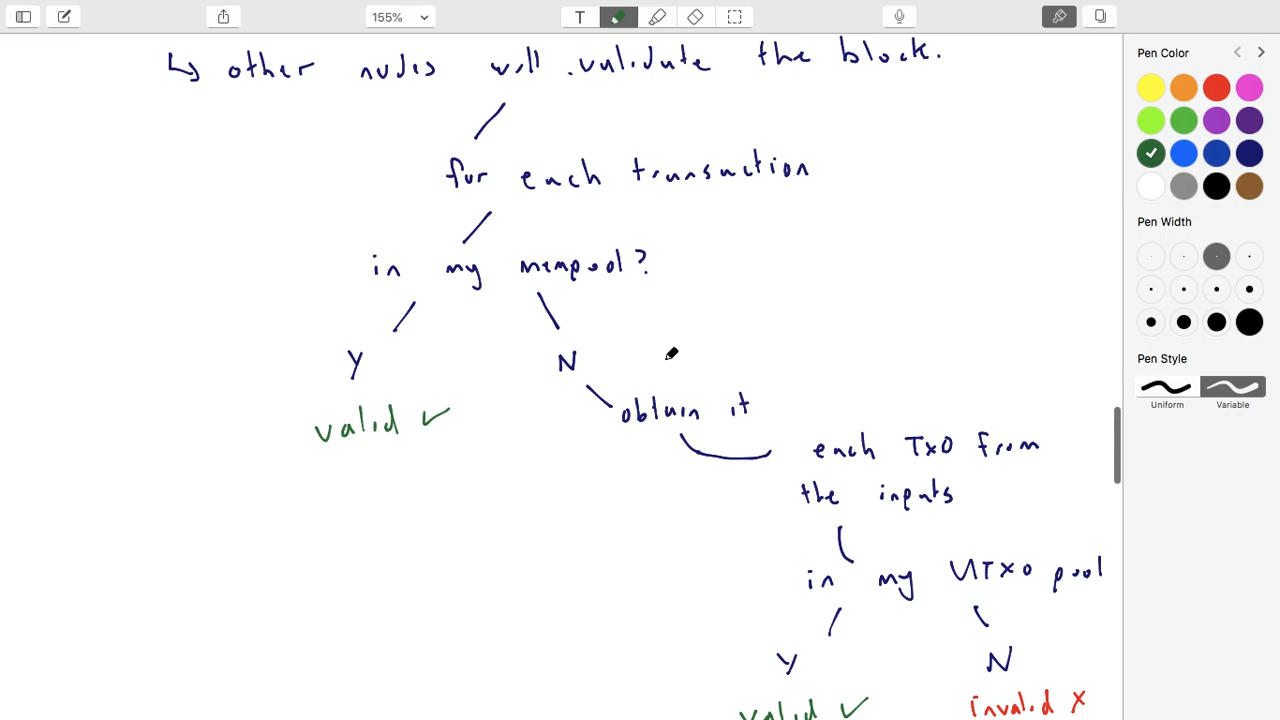 155%
T
↳ other nodes will validate the block.
for each transaction
in my mempool?
Y
N
valid ✓
obtain it
each TXO from
the inputs
in my UTXO pool
Y
N
valid ✓
invalid X
Pen Color
Pen Width
Pen Style
Uniform
Variable